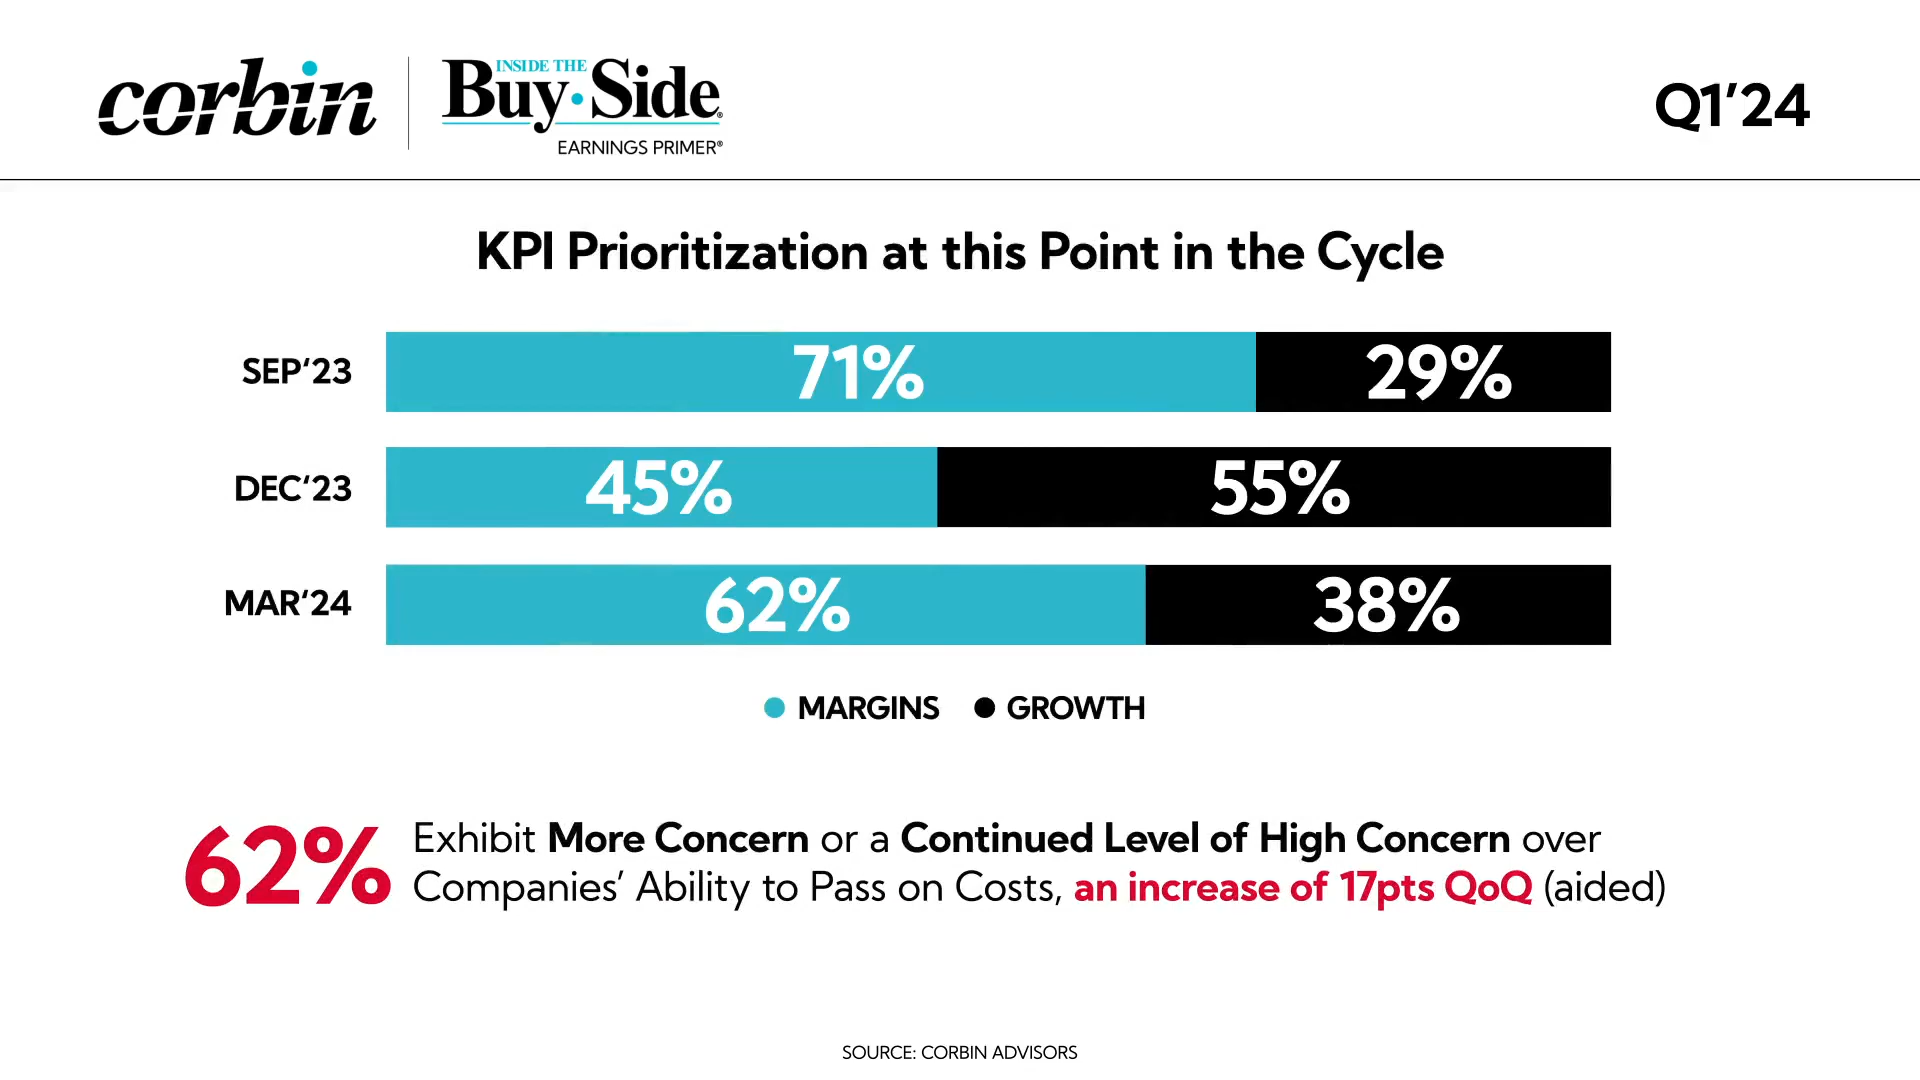 corbin
INSIDE THE
Buy·Side®
EARNINGS PRIMER®
Q1’24
KPI Prioritization at this Point in the Cycle
SEP‘23 71% 29%
DEC‘23 45% 55%
MAR‘24 62% 38%
MARGINS GROWTH
62%
Exhibit More Concern or a Continued Level of High Concern over
Companies’ Ability to Pass on Costs, an increase of 17pts QoQ (aided)
SOURCE: CORBIN ADVISORS